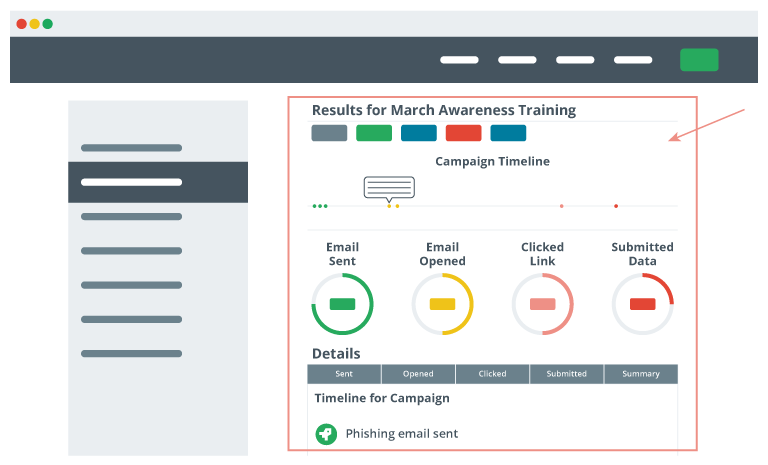 Results for March Awareness Training
Campaign Timeline
Email
Sent
Email
Opened
Clicked
Link
Submitted
Data
Details
Sent Opened Clicked Submitted Summary
Timeline for Campaign
Phishing email sent